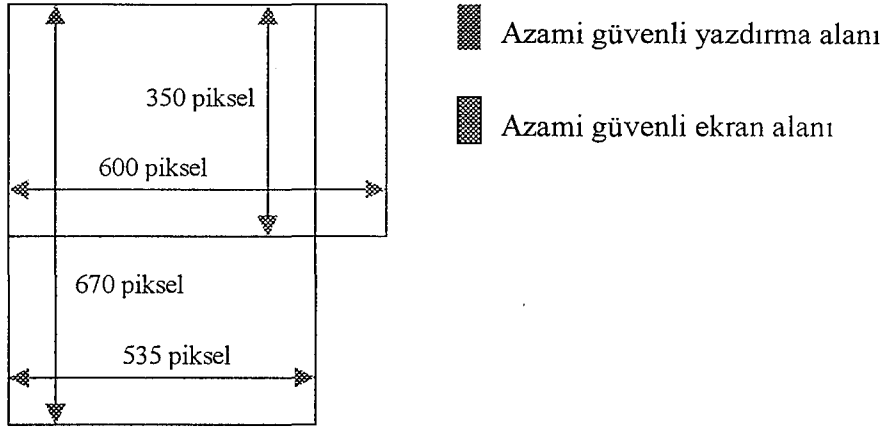 Azami güvenli yazdırma alanı
350 piksel
Azami güvenli ekran alanı
600 piksel
670 piksel
535 piksel